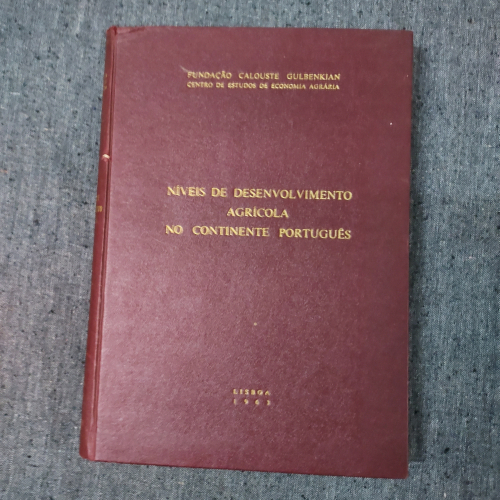 FUNDAÇÃO CALOUSTE GULBENKIAN
CENTRO DE ESTUDOS DE ECONOMIA AGRÁRIA
NÍVEIS DE DESENVOLVIMENTO
AGRÍCOLA
NO CONTINENTE PORTUGUÊS
LISBOA